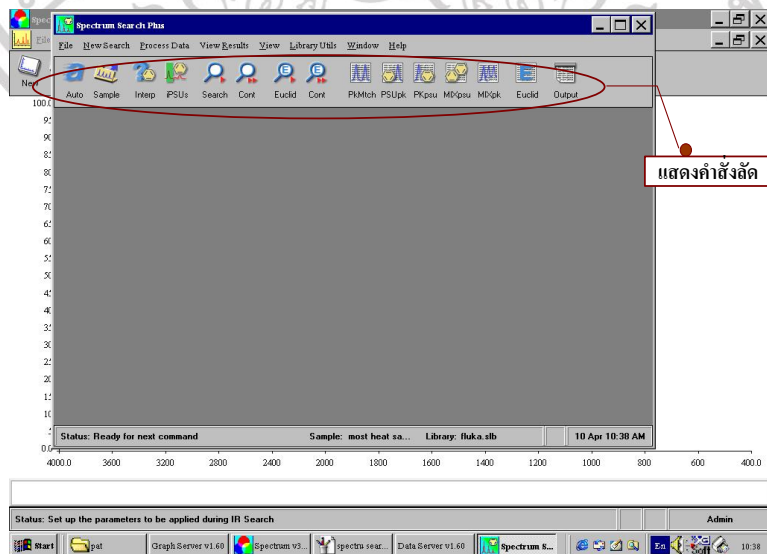 Spectrum Search Plus
File New Search Process Data View Results View Library Utils Window Help
New
Auto Sample Interp iPSUs Search Cont Euclid Cont PkMtch PSUpk PKpsu MIXpsu MIXpk Euclid Output
แสดงคำสั่งลัด
Status: Ready for next command Sample: most heat sa... Library: fluka.slb 10 Apr 10:38 AM
4000.0 3600 3200 2800 2400 2000 1800 1600 1400 1200 1000 800 600 400.0
Status: Set up the parameters to be applied during IR Search Admin
Start pat Graph Server v1.60 Spectrum v3... spectru sear... Data Server v1.60 Spectrum S... En 10:38